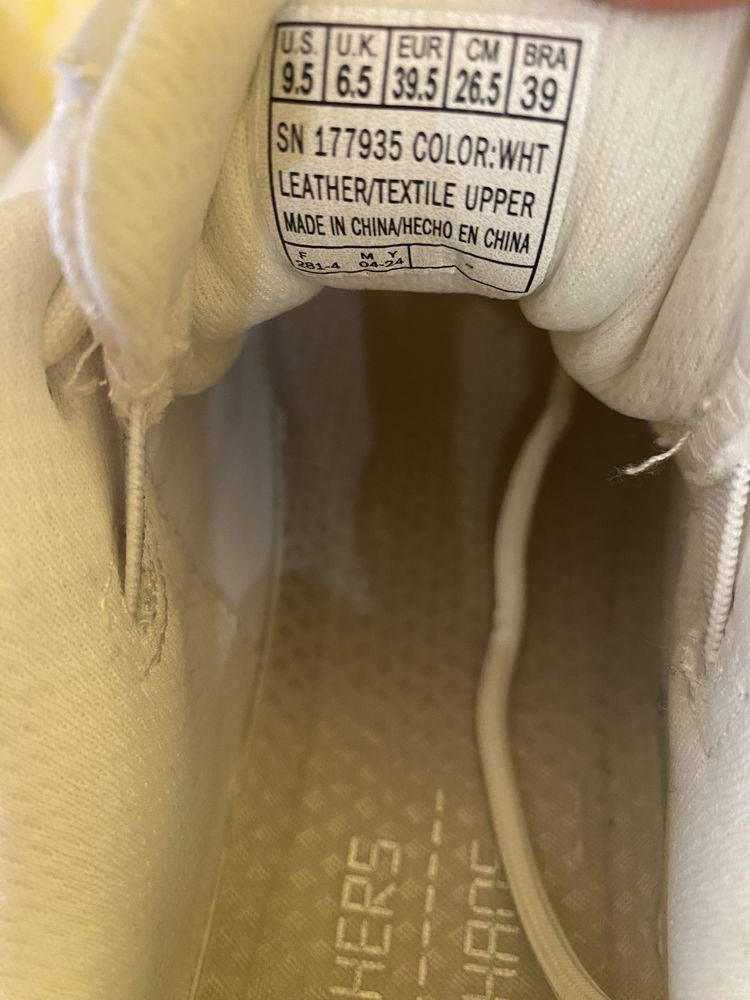 U.S. U.K. EUR CM BRA
9.5 6.5 39.5 26.5 39
SN 177935 COLOR:WHT
LEATHER/TEXTILE UPPER
MADE IN CHINA/HECHO EN CHINA
F M Y
281-4 04-24
HERS